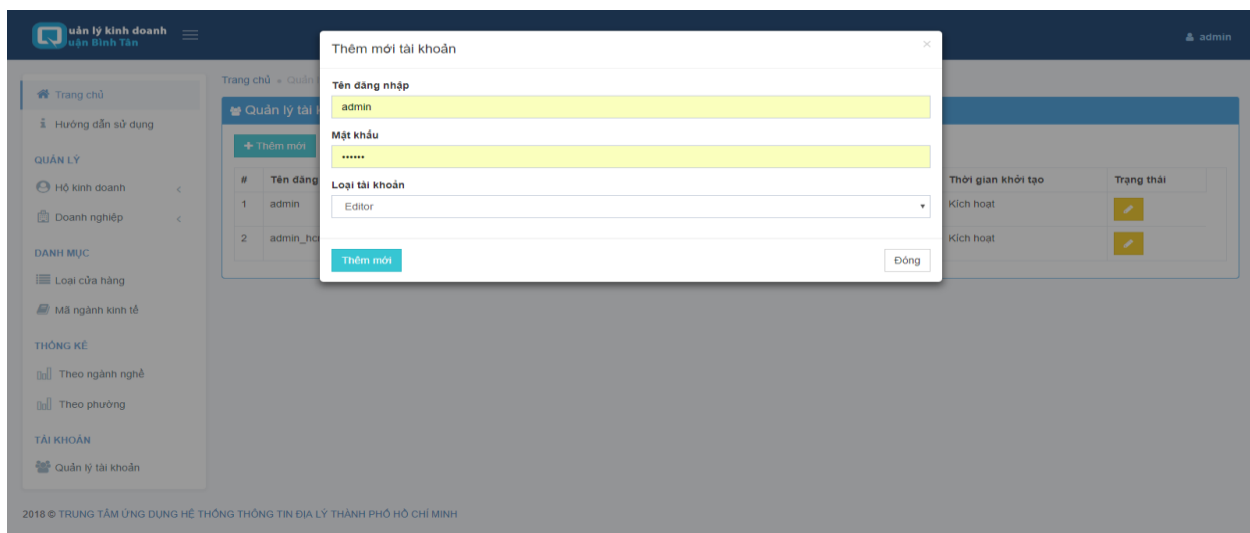 uản lý kinh doanh
uận Bình Tân
admin
Thêm mới tài khoản
×
Tên đăng nhập
admin
Mật khẩu
••••••
Loại tài khoản
Editor
Thêm mới
Đóng
Trang chủ
Hướng dẫn sử dụng
QUẢN LÝ
Hộ kinh doanh
Doanh nghiệp
DANH MỤC
Loại cửa hàng
Mã ngành kinh tế
THỐNG KÊ
Theo ngành nghề
Theo phường
TÀI KHOẢN
Quản lý tài khoản
Trang chủ Quản
Quản lý tài
+ Thêm mới
# Tên đăng Thời gian khởi tạo Trạng thái
1 admin Kích hoạt
2 admin_hc Kích hoạt
2018 © TRUNG TÂM ỨNG DỤNG HỆ THỐNG THÔNG TIN ĐỊA LÝ THÀNH PHỐ HỒ CHÍ MINH